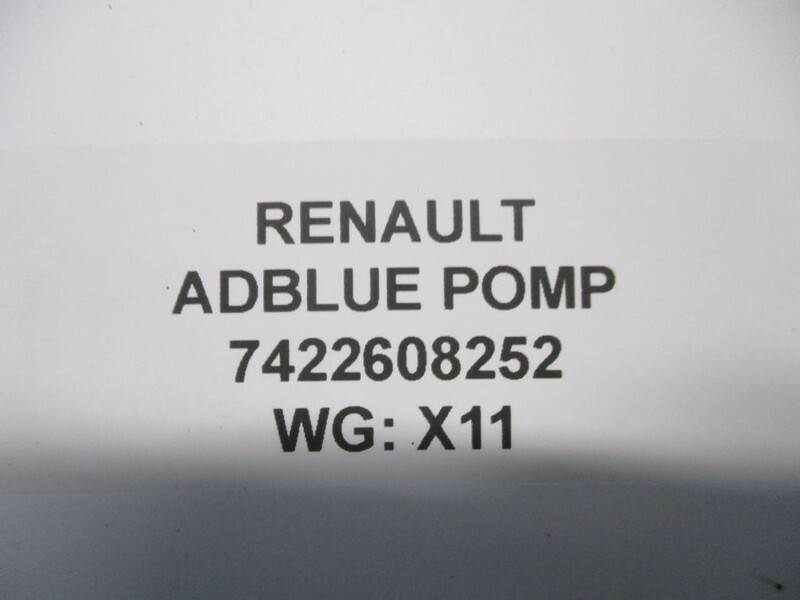 RENAULT
ADBLUE POMP
7422608252
WG: X11